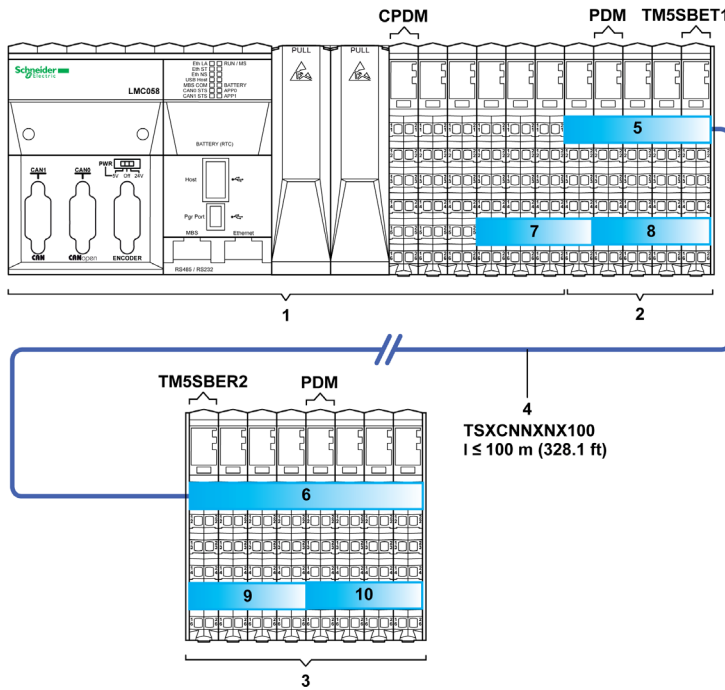 CPDM PDM TM5SBET1
PULL PULL
Schneider
Electric
LMC058
Eth LA RUN / MS
Eth ST
Eth NS
USB Host
MBS COM BATTERY
CAN0 STS APP0
CAN1 STS APP1
BATTERY (RTC)
5
CAN1 CAN0 PWR
5V Off 24V
Host
Pgr Port
MBS Ethernet
CAN CANopen ENCODER
RS485 / RS232
7 8
1 2
TM5SBER2 PDM
4
TSXCNNXNX100
l ≤ 100 m (328.1 ft)
6
9 10
3